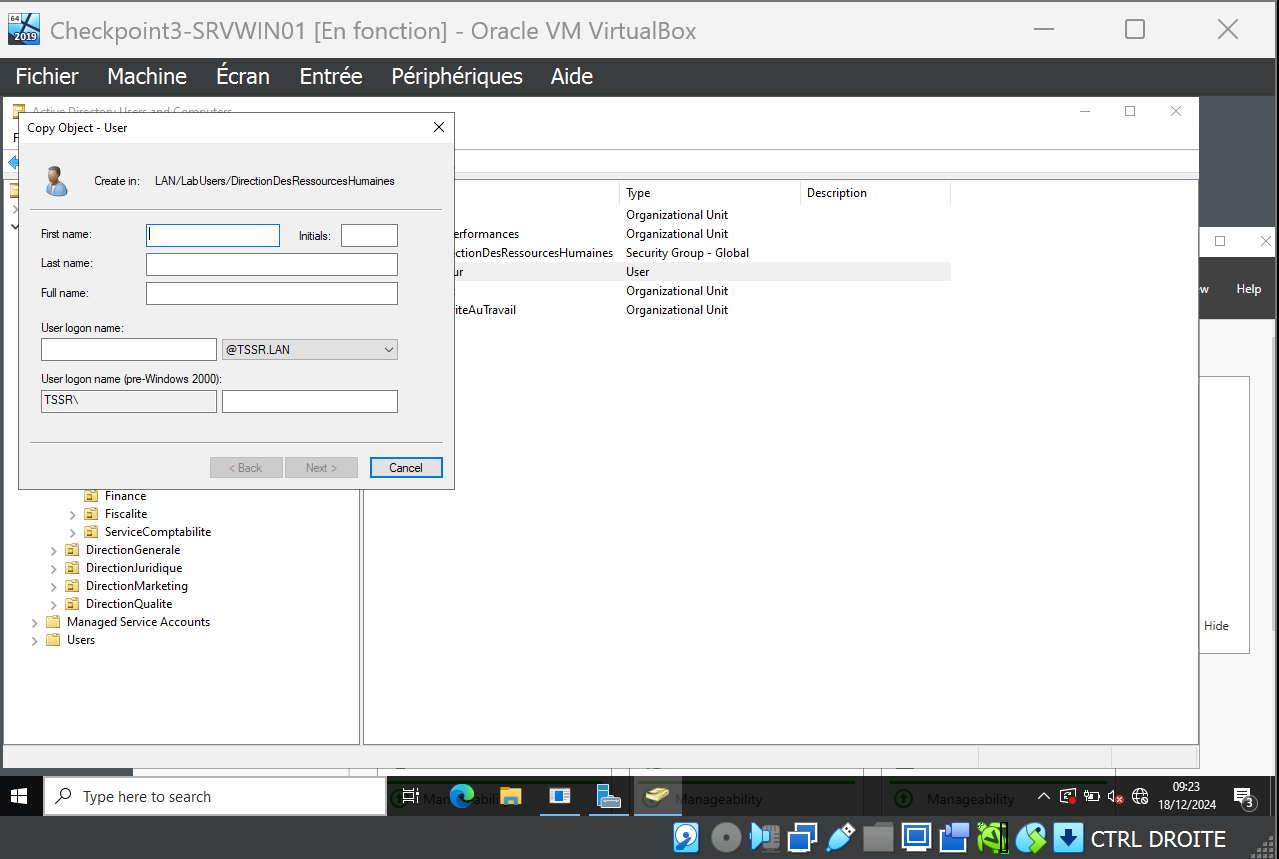 64
2019
Checkpoint3-SRVWIN01 [En fonction] - Oracle VM VirtualBox
Fichier Machine Écran Entrée Périphériques Aide
Active Directory Users and Computers
Copy Object - User
Create in: LAN/LabUsers/DirectionDesRessourcesHumaines
First name:
Initials:
Last name:
Full name:
User logon name:
@TSSR.LAN
User logon name (pre-Windows 2000):
TSSR\
< Back Next > Cancel
Type Description
Organizational Unit
erformances Organizational Unit
ectionDesRessourcesHumaines Security Group - Global
ur User
Organizational Unit
iteAuTravail Organizational Unit
Help
Hide
Finance
Fiscalite
ServiceComptabilite
DirectionGenerale
DirectionJuridique
DirectionMarketing
DirectionQualite
Managed Service Accounts
Users
Type here to search
Manageability
Manageability
09:23
18/12/2024
3
CTRL DROITE